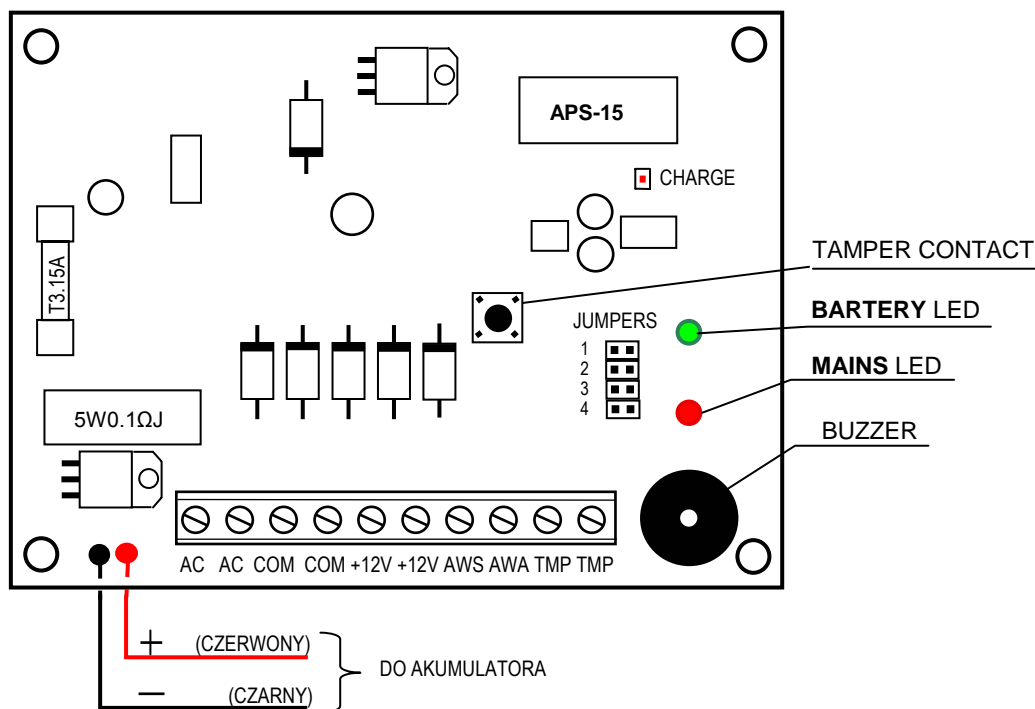 APS-15
CHARGE
TAMPER CONTACT
T3.15A
JUMPERS
BARTERY LED
1
2
3
4
MAINS LED
5W0.1ΩJ
BUZZER
AC AC COM COM +12V +12V AWS AWA TMP TMP
+ (CZERWONY)
DO AKUMULATORA
— (CZARNY)